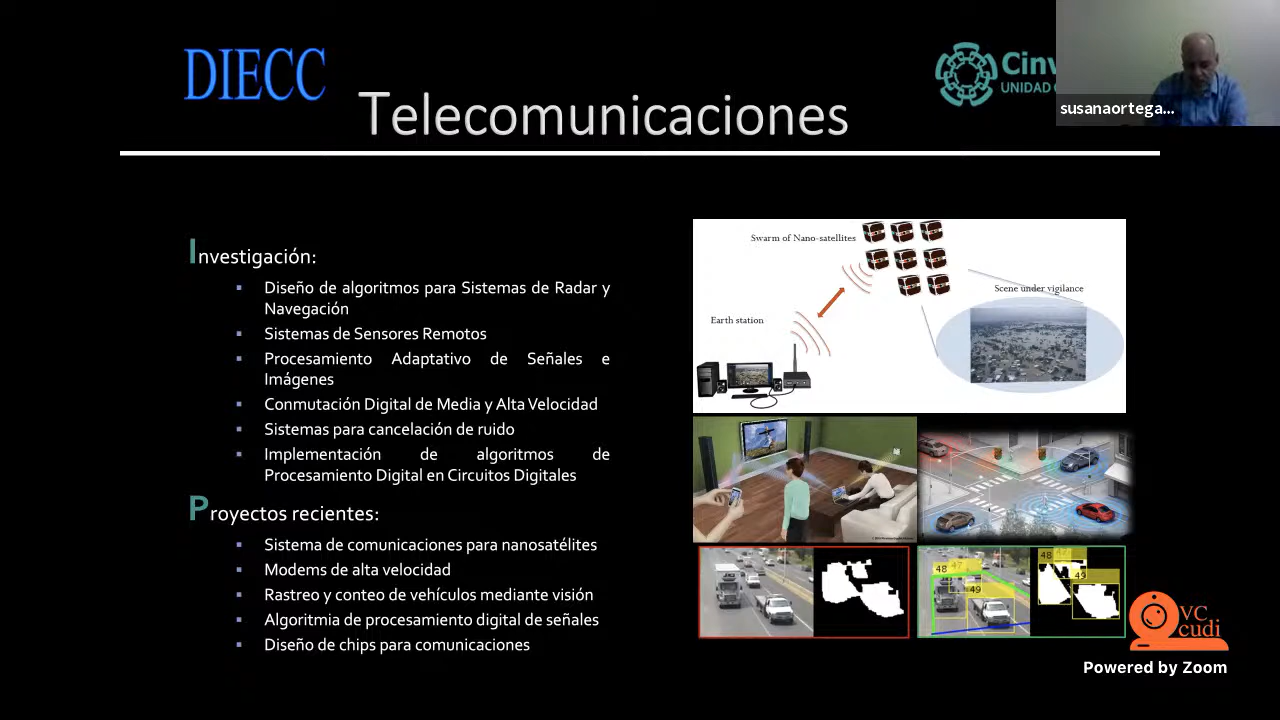 DIECC
Telecomunicaciones
UNIDAD
susanaortega...
Investigación:
Diseño de algoritmos para Sistemas de Radar y
Navegación
Sistemas de Sensores Remotos
Procesamiento Adaptativo de Señales e
Imágenes
Conmutación Digital de Media y Alta Velocidad
Sistemas para cancelación de ruido
Implementación de algoritmos de
Procesamiento Digital en Circuitos Digitales
Proyectos recientes:
Sistema de comunicaciones para nanosatélites
Modems de alta velocidad
Rastreo y conteo de vehículos mediante visión
Algoritmia de procesamiento digital de señales
Diseño de chips para comunicaciones
Swarm of Nano-satellites
Scene under vigilance
Earth station
48 47
49
48 47
49
VC
cudi
Powered by Zoom